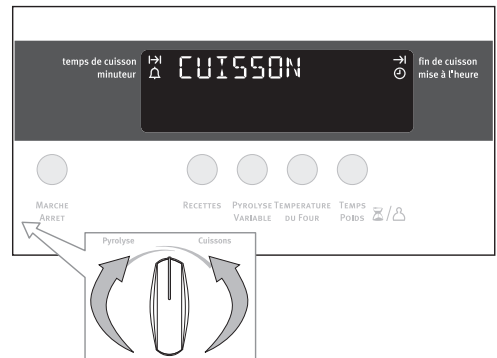 temps de cuisson
minuteur
CUISSON
fin de cuisson
mise à l'heure
MARCHE
ARRET
RECETTES
PYROLYSE
VARIABLE
TEMPERATURE
DU FOUR
TEMPS
POIDS
/
Pyrolyse
Cuissons